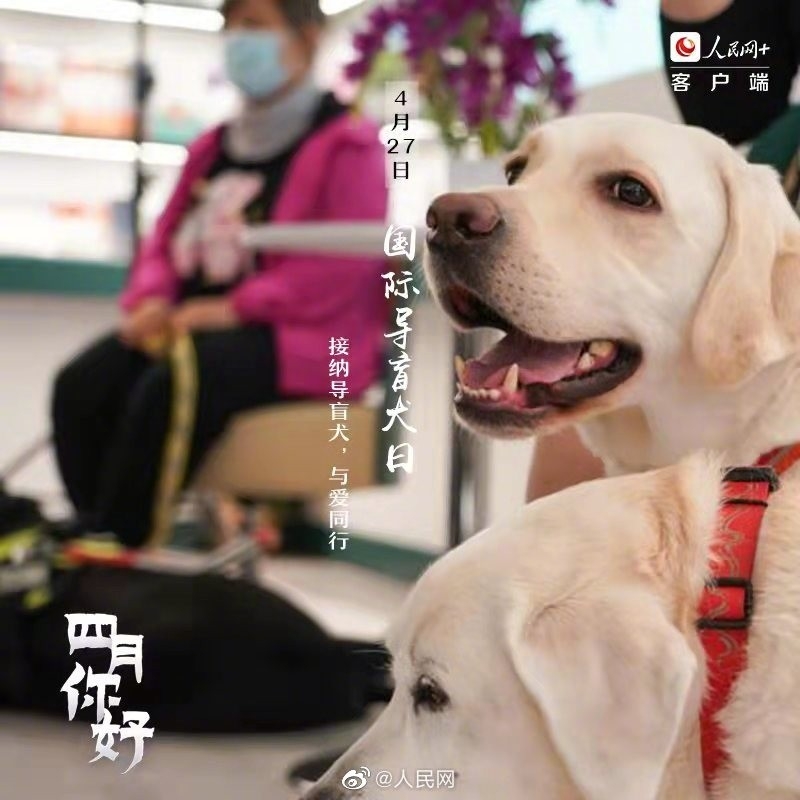 人民网+
客户端
4月27日
国际导盲犬日
接纳导盲犬，与爱同行
四月你好
@人民网